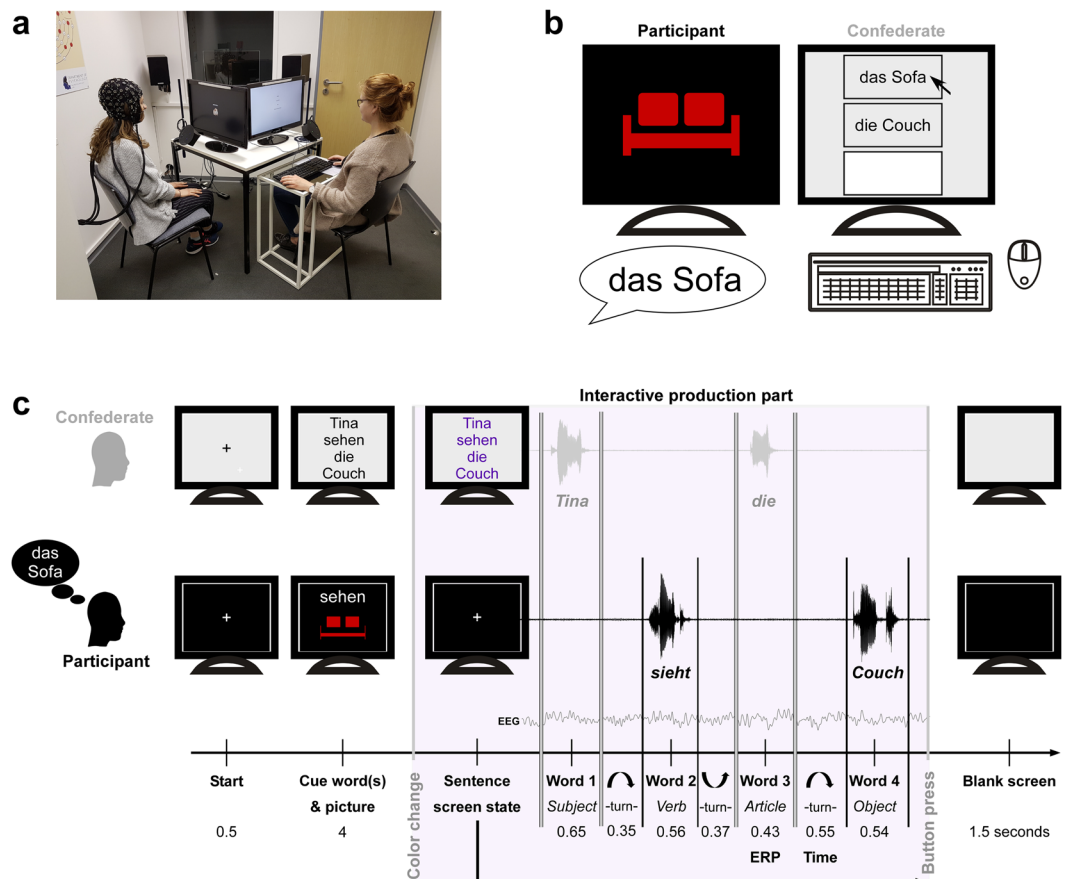 a
b
Participant
Confederate
das Sofa
die Couch
das Sofa
c
Interactive production part
Confederate
Tina
sehen
die
Couch
Tina
sehen
die
Couch
Tina
die
das
Sofa
sehen
Participant
sieht
Couch
EEG
Start
0.5
Cue word(s)
& picture
4
Color change
Sentence
screen state
Word 1
Subject
0.65
-turn-
0.35
Word 2
Verb
0.56
-turn-
0.37
Word 3
Article
0.43
ERP
-turn-
0.55
Time
Word 4
Object
0.54
Button press
Blank screen
1.5 seconds